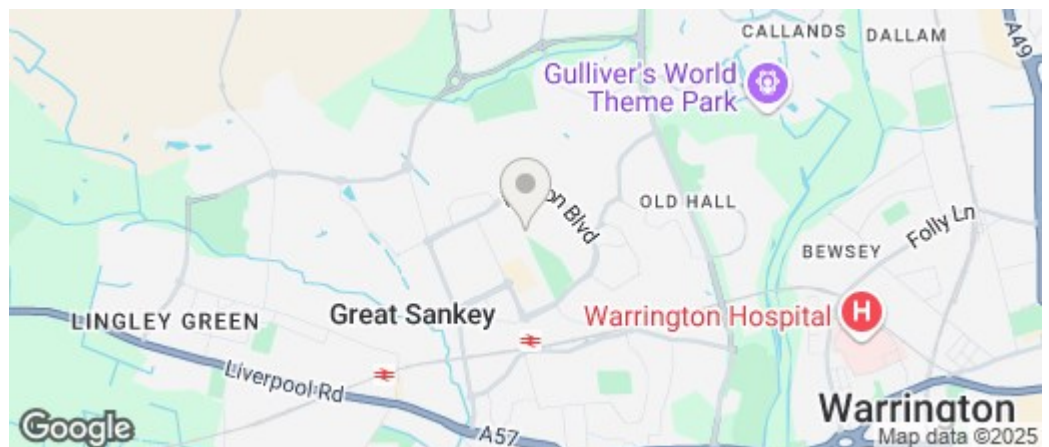 CALLANDS
DALLAM
A49
Gulliver's World
Theme Park
on Blvd
OLD HALL
Folly Ln
BEWSEY
Great Sankey
Warrington Hospital
H
LINGLEY GREEN
Liverpool Rd
Warrington
A57
Google
Map data ©2025